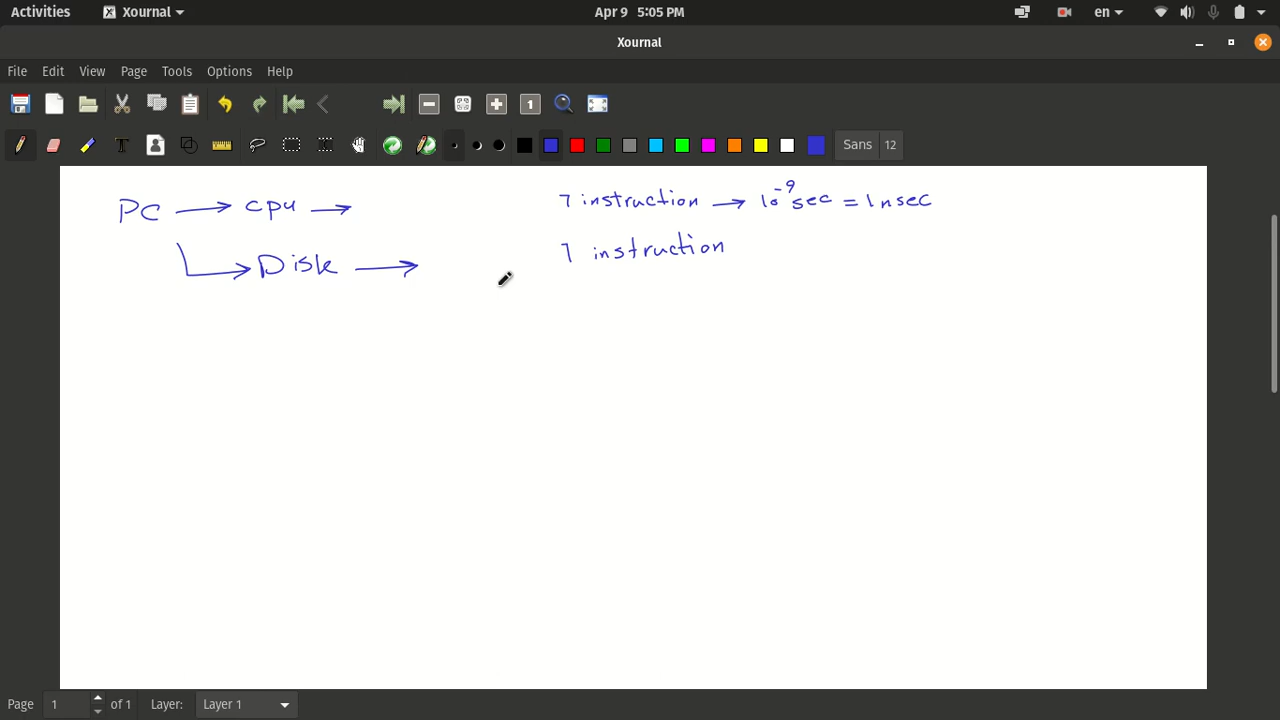 Activities Xournal Apr 9 5:05 PM en
Xournal
File Edit View Page Tools Options Help
1
Sans 12
PC → cpu → 1 instruction → 10⁻⁹ sec = 1 nsec
→ Disk → 1 instruction
Page 1 of 1 Layer: Layer 1